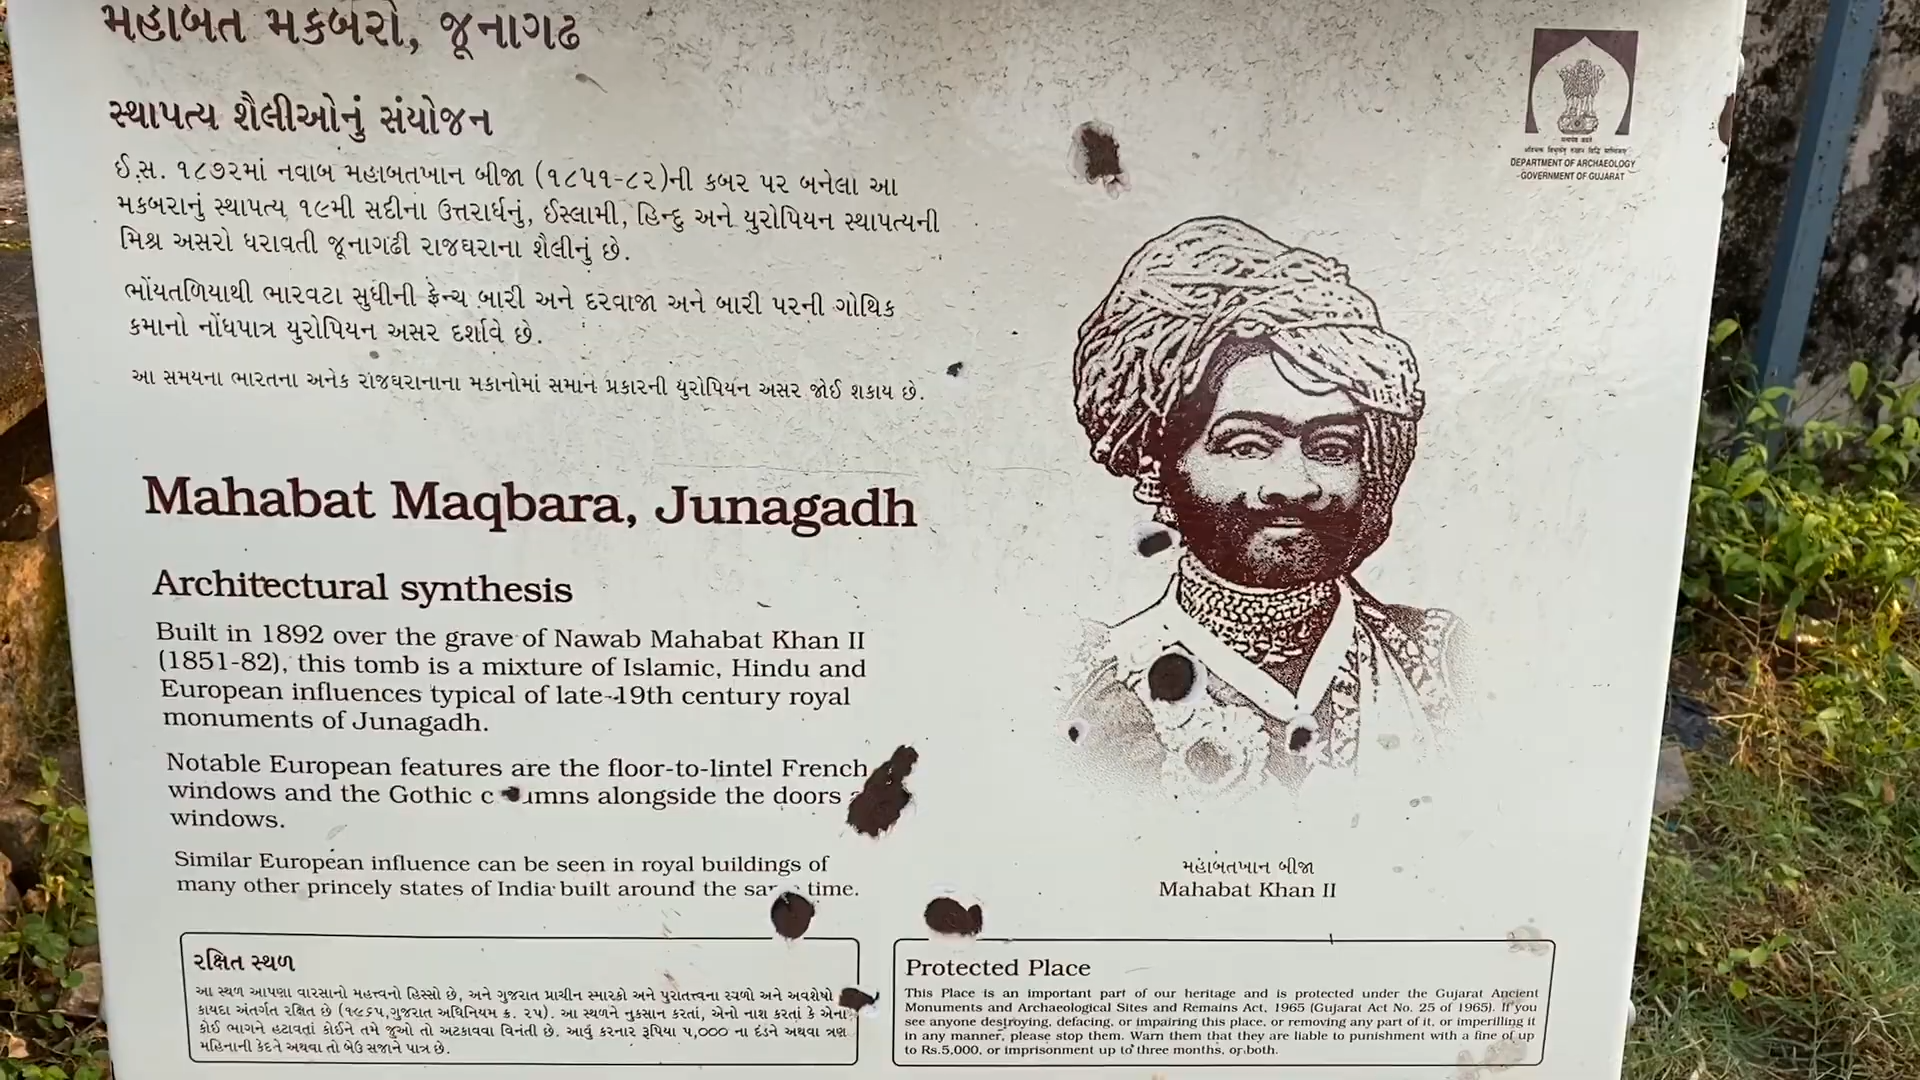 મહાબત મકબરો, જૂનાગઢ
સ્થાપત્ય શૈલીઓનું સંયોજન
ઈ.સ. ૧૮૭૨માં નવાબ મહાબતખાન બીજા (૧૮૫૧-૮૨)ની કબર પર બનેલા આ
મકબરાનું સ્થાપત્ય ૧૯મી સદીના ઉત્તરાર્ધનું, ઈસ્લામી, હિન્દુ અને યુરોપિયન સ્થાપત્યની
મિશ્ર અસરો ધરાવતી જૂનાગઢી રાજઘરાના શૈલીનું છે.
ભોંયતળિયાથી ભારવટા સુધીની ફ્રેન્ચ બારી અને દરવાજા અને બારી પરની ગોથિક
કમાનો નોંધપાત્ર યુરોપિયન અસર દર્શાવે છે.
આ સમયના ભારતના અનેક રાજઘરાનાના મકાનોમાં સમાન પ્રકારની યુરોપિયન અસર જોઈ શકાય છે.
DEPARTMENT OF ARCHAEOLOGY
GOVERNMENT OF GUJARAT
Mahabat Maqbara, Junagadh
Architectural synthesis
Built in 1892 over the grave of Nawab Mahabat Khan II
(1851-82), this tomb is a mixture of Islamic, Hindu and
European influences typical of late-19th century royal
monuments of Junagadh.
Notable European features are the floor-to-lintel French
windows and the Gothic c umns alongside the doors
windows.
Similar European influence can be seen in royal buildings of
many other princely states of India built around the time.
મહાબતખાન બીજા
Mahabat Khan II
રક્ષિત સ્થળ
આ સ્થળ આપણા વારસાનો મહત્ત્વનો હિસ્સો છે, અને ગુજરાત પ્રાચીન સ્મારકો અને પુરાતત્ત્વના સ્થળો અને અવશેષો
કાયદા અંતર્ગત રક્ષિત છે (૧૯૬૫,ગુજરાત અધિનિયમ ક્ર. ૨૫). આ સ્થળને નુકસાન કરતાં, એનો નાશ કરતાં કે એના
કોઈ ભાગને હટાવતાં કોઈને તમે જુઓ તો અટકાવવા વિનંતી છે. આવું કરનાર રૂપિયા ૫,૦૦૦ ના દંડને અથવા ત્રણ
મહિનાની કેદને અથવા તો બેઉ સજાને પાત્ર છે.
Protected Place
This Place is an important part of our heritage and is protected under the Gujarat Ancient
Monuments and Archaeological Sites and Remains Act, 1965 (Gujarat Act No. 25 of 1965). If you
see anyone destroying, defacing, or impairing this place, or removing any part of it, or imperilling it
in any manner, please stop them. Warn them that they are liable to punishment with a fine of up
to Rs.5,000, or imprisonment up to three months, or both.